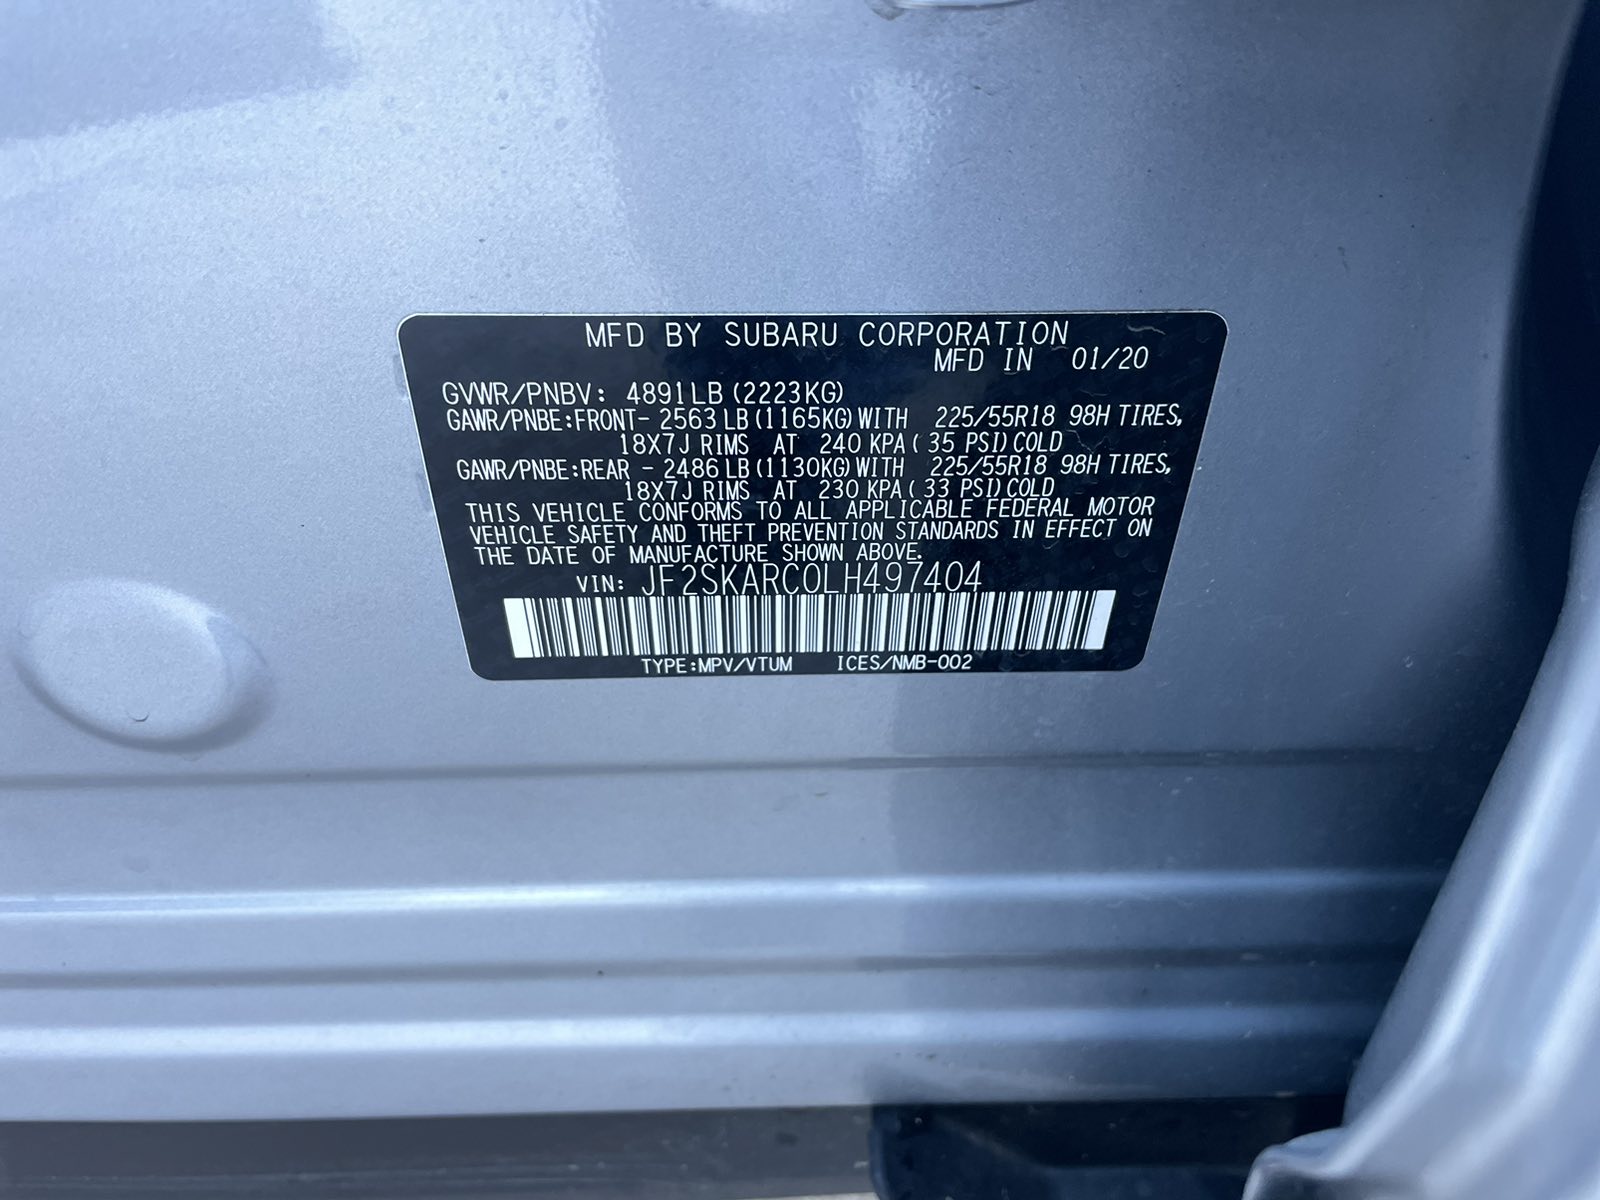 MFD BY SUBARU CORPORATION
MFD IN 01/20
GVWR/PNBV: 4891LB (2223KG)
GAWR/PNBE:FRONT- 2563 LB (1165KG) WITH 225/55R18 98H TIRES,
18X7J RIMS AT 240 KPA ( 35 PSI) COLD
GAWR/PNBE:REAR - 2486 LB (1130KG) WITH 225/55R18 98H TIRES,
18X7J RIMS AT 230 KPA ( 33 PSI) COLD
THIS VEHICLE CONFORMS TO ALL APPLICABLE FEDERAL MOTOR
VEHICLE SAFETY AND THEFT PREVENTION STANDARDS IN EFFECT ON
THE DATE OF MANUFACTURE SHOWN ABOVE.
VIN: JF2SKARC0LH497404
TYPE:MPV/VTUM ICES/NMB-002